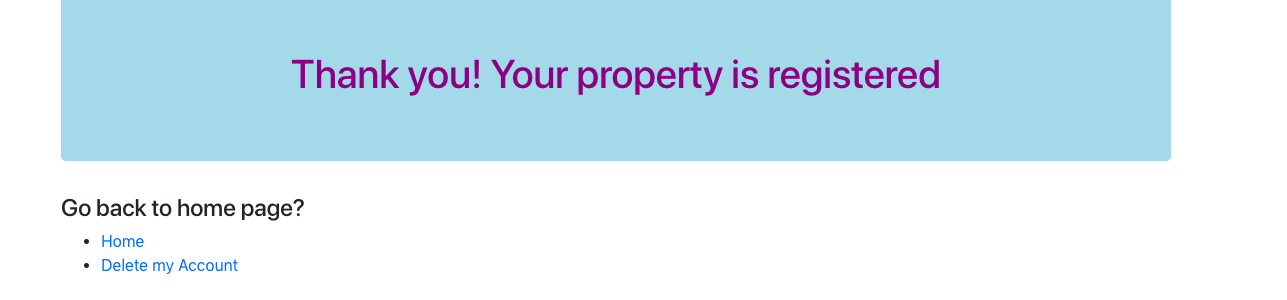 Thank you! Your property is registered
Go back to home page?
Home
Delete my Account